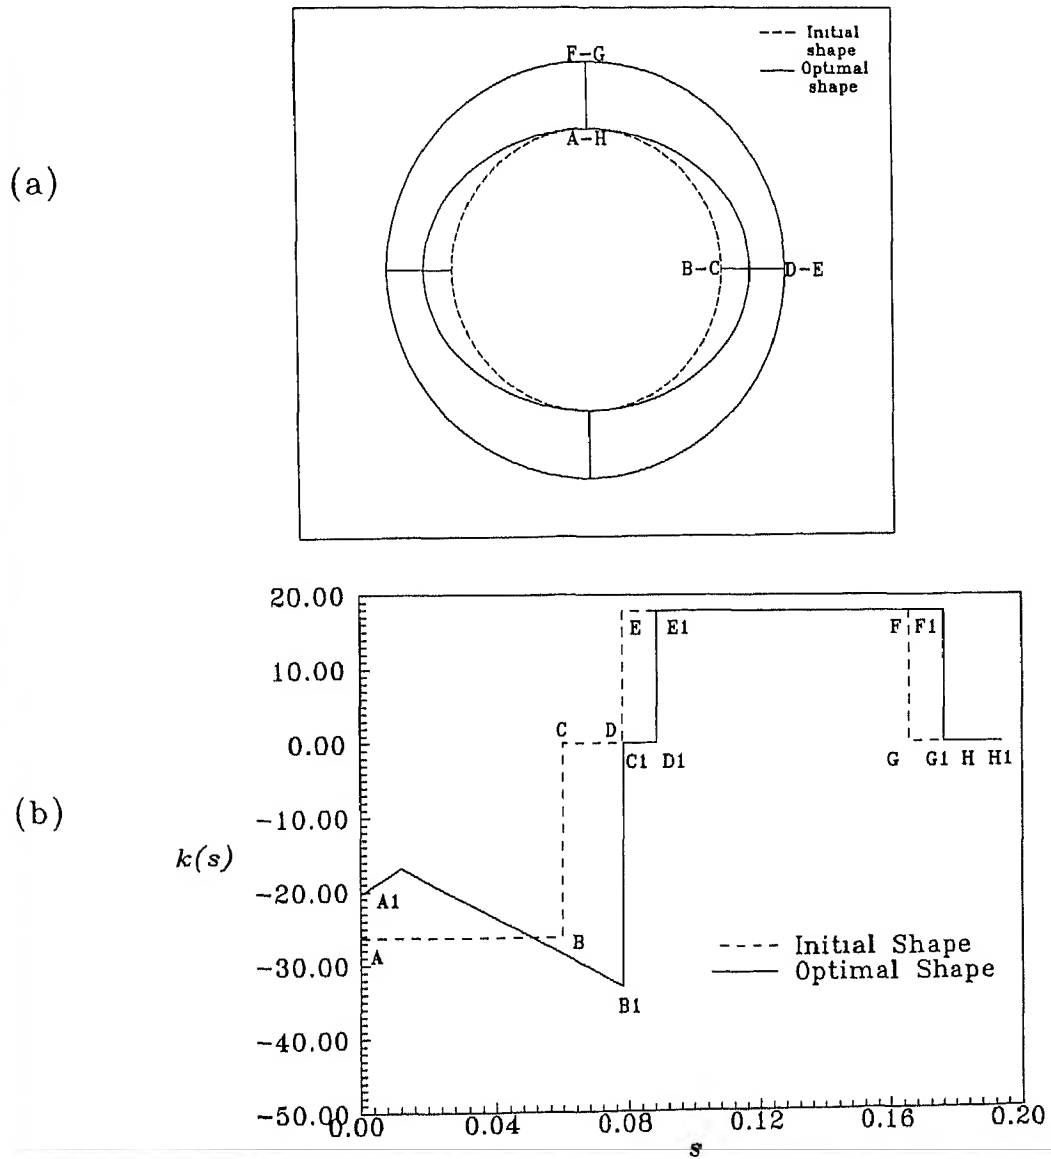 (a)
---- Initial
shape
—— Optimal
shape
F-G
A-H
B-C
D-E
(b)
20.00
10.00
0.00
-10.00
-20.00
-30.00
-40.00
-50.00
k(s)
E
E1
F
F1
C
D
C1
D1
G
G1
H
H1
A1
A
B
B1
---- Initial Shape
—— Optimal Shape
0.00
0.04
0.08
0.12
0.16
0.20
s